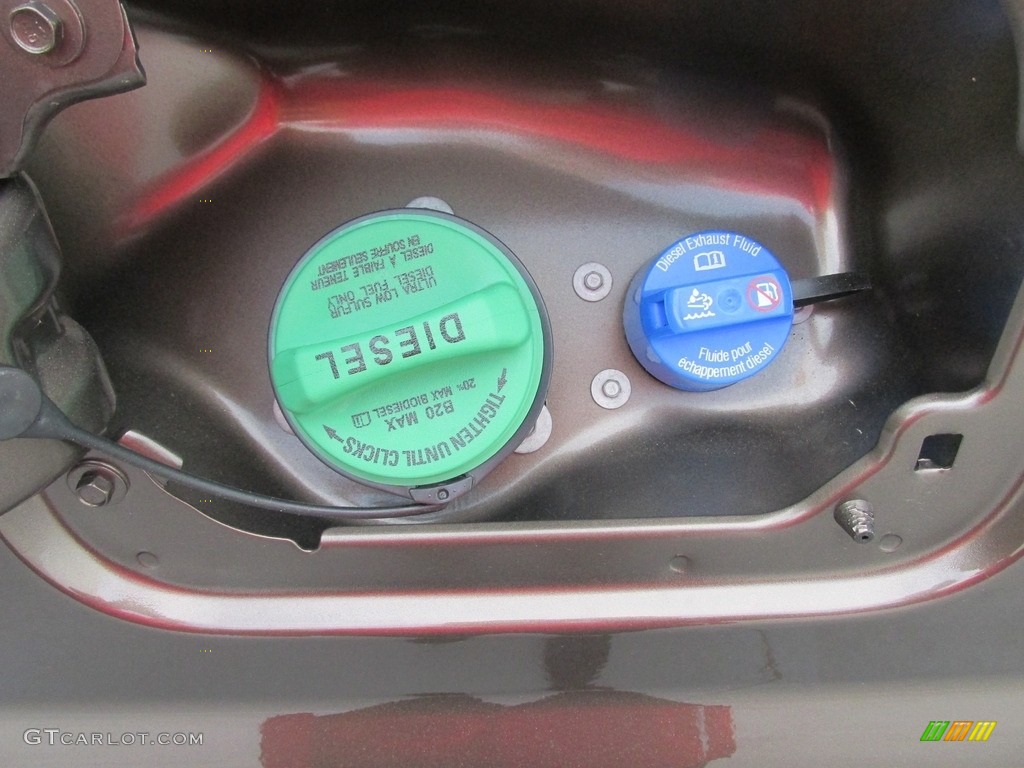 TIGHTEN UNTIL CLICKS
B20 MAX
20% MAX BIODIESEL
DIESEL
ULTRA LOW SULFUR
DIESEL FUEL ONLY
DIESEL À FAIBLE TENEUR
EN SOUFRE SEULEMENT
Diesel Exhaust Fluid
Fluide pour
échappement diesel
GTCARLOT.COM